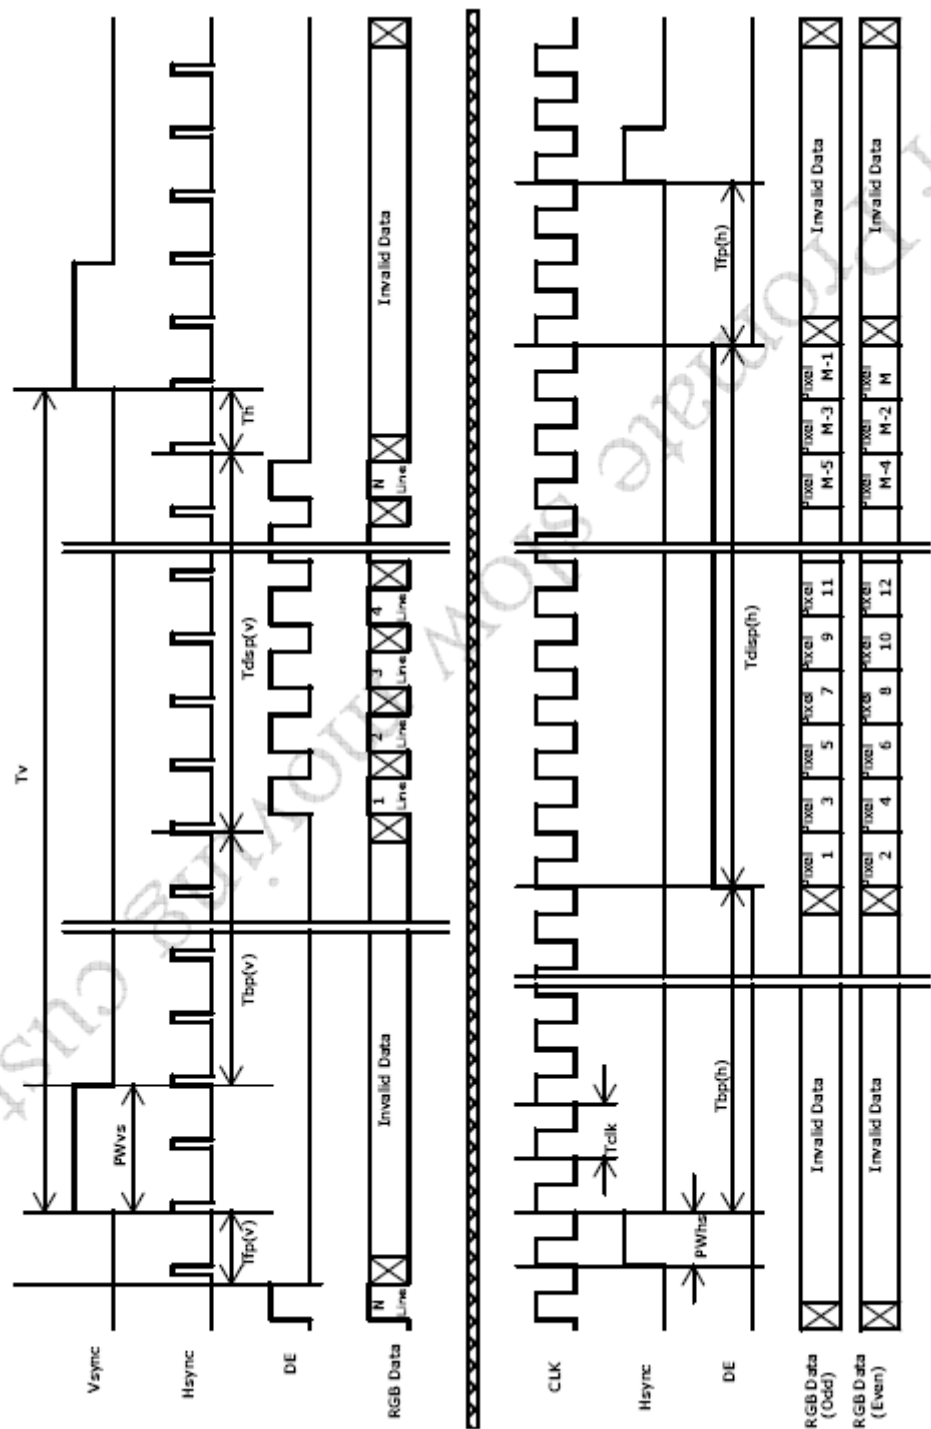 Tv
PWvs
Tfp(v)
Tbp(v)
Tdisp(v)
Th
Vsync
Hsync
DE
RGB Data
N
Line
Invalid Data
1
Line
2
Line
3
Line
4
Line
N
Line
Invalid Data
CLK
Hsync
DE
RGB Data
(Odd)
RGB Data
(Even)
PWhs
Tclk
Tbp(h)
Tdisp(h)
Tfp(h)
Invalid Data
Pixel Pixel Pixel Pixel Pixel Pixel Pixel Pixel Pixel
1 3 5 7 9 11 M-5 M-3 M-1
Invalid Data
Invalid Data
Pixel Pixel Pixel Pixel Pixel Pixel Pixel Pixel Pixel
2 4 6 8 10 12 M-4 M-2 M
Invalid Data
Promate slowmowing